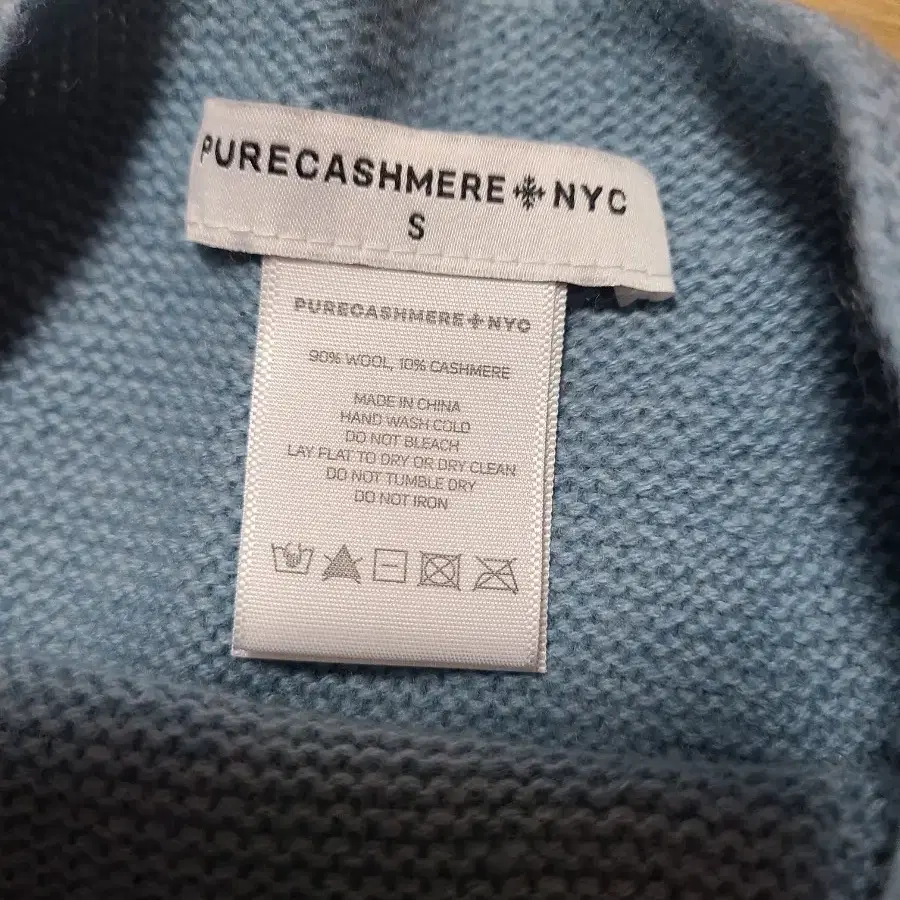 PURECASHMERE NYC
S
PURECASHMERE NYC
90% WOOL, 10% CASHMERE
MADE IN CHINA
HAND WASH COLD
DO NOT BLEACH
LAY FLAT TO DRY OR DRY CLEAN
DO NOT TUMBLE DRY
DO NOT IRON